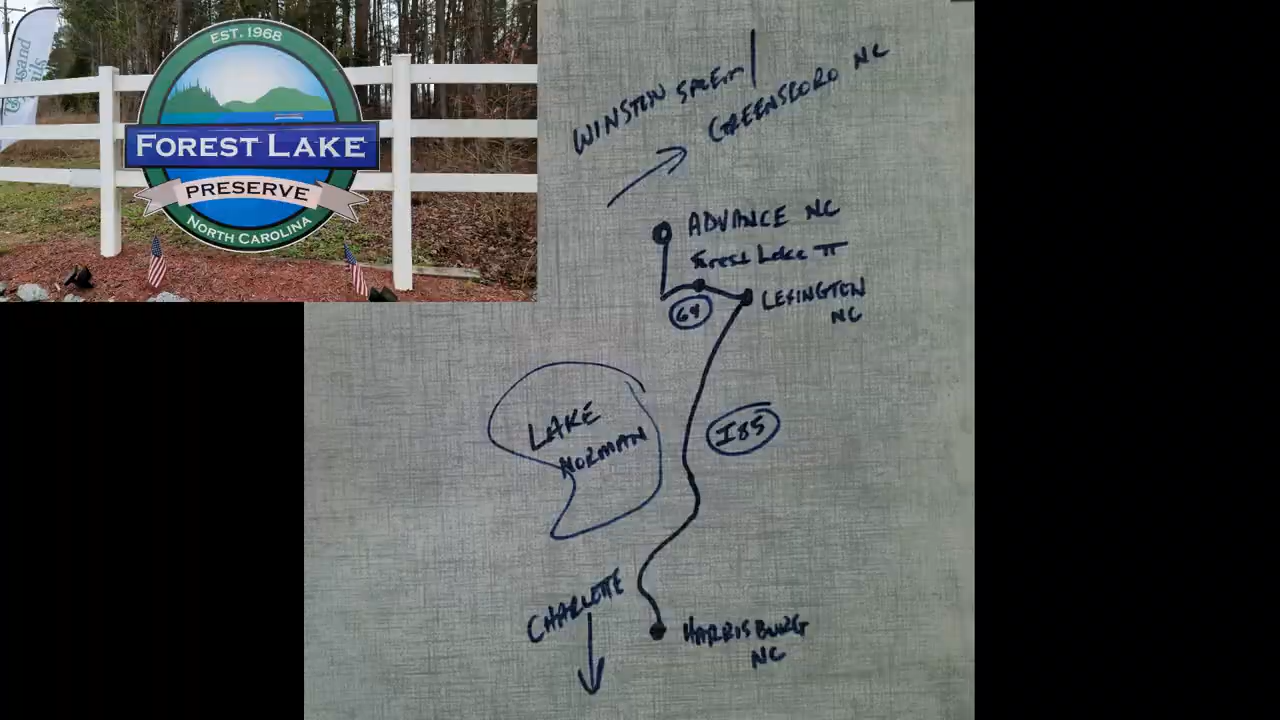 EST. 1968
FOREST LAKE
PRESERVE
NORTH CAROLINA
WINSTON SALEM/
GREENSBORO NC
ADVANCE NC
Forest Lake TT
64
LEXINGTON
NC
I85
LAKE
NORMAN
CHARLOTTE
HARRISBURG
NC